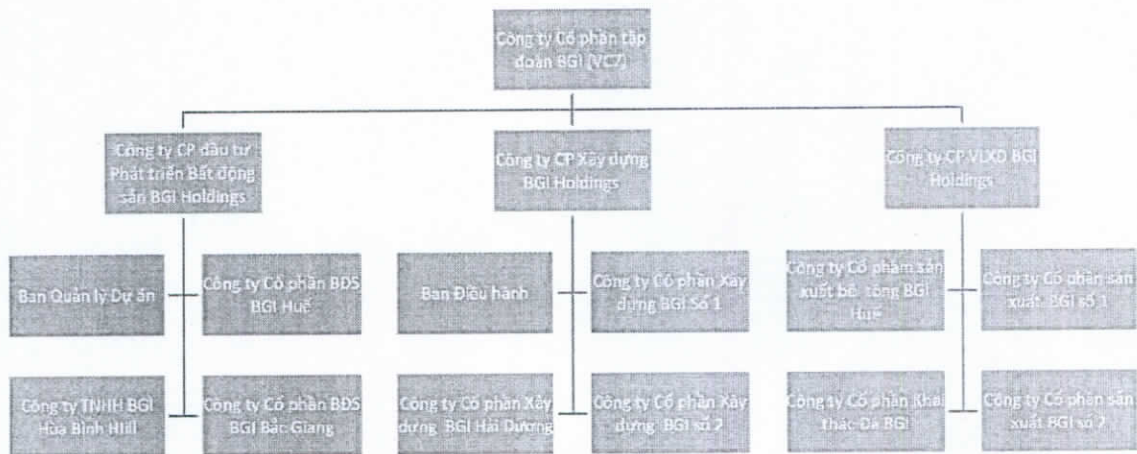 Công ty Cổ phần tập
đoàn BGI (VC7)
Công ty CP đầu tư
Phát triển Bất động
sản BGI Holdings
Công ty CP Xây dựng
BGI Holdings
Công ty CP VLXD BGI
Holdings
Ban Quản lý Dự án
Công ty Cổ phần BĐS
BGI Huế
Ban Điều hành
Công ty Cổ phần Xây
dựng BGI Số 1
Công ty Cổ phàm sản
xuất bê tông BGI
Huế
Công ty Cổ phần sản
xuất BGI số 1
Công ty TNHH BGI
Hòa Bình Hill
Công ty Cổ phần BĐS
BGI Bắc Giang
Công ty Cổ phần Xây
dựng BGI Hải Dương
Công ty Cổ phần Xây
dựng BGI số 2
Công ty Cổ phần Khai
thác Đá BGI
Công ty Cổ phần sản
xuất BGI số 2